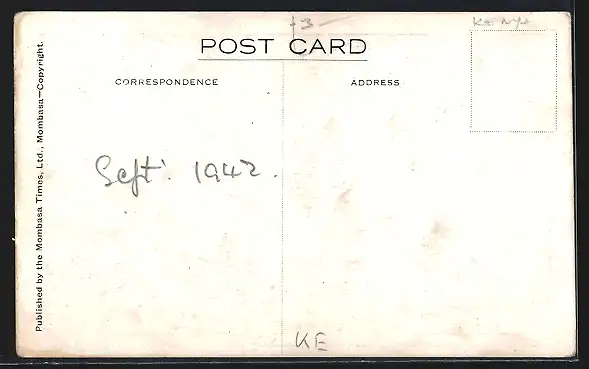 KENYA
POST CARD
CORRESPONDENCE
ADDRESS
Published by the Mombasa Times, Ltd., Mombasa—Copyright.
Sept. 1942.
KE